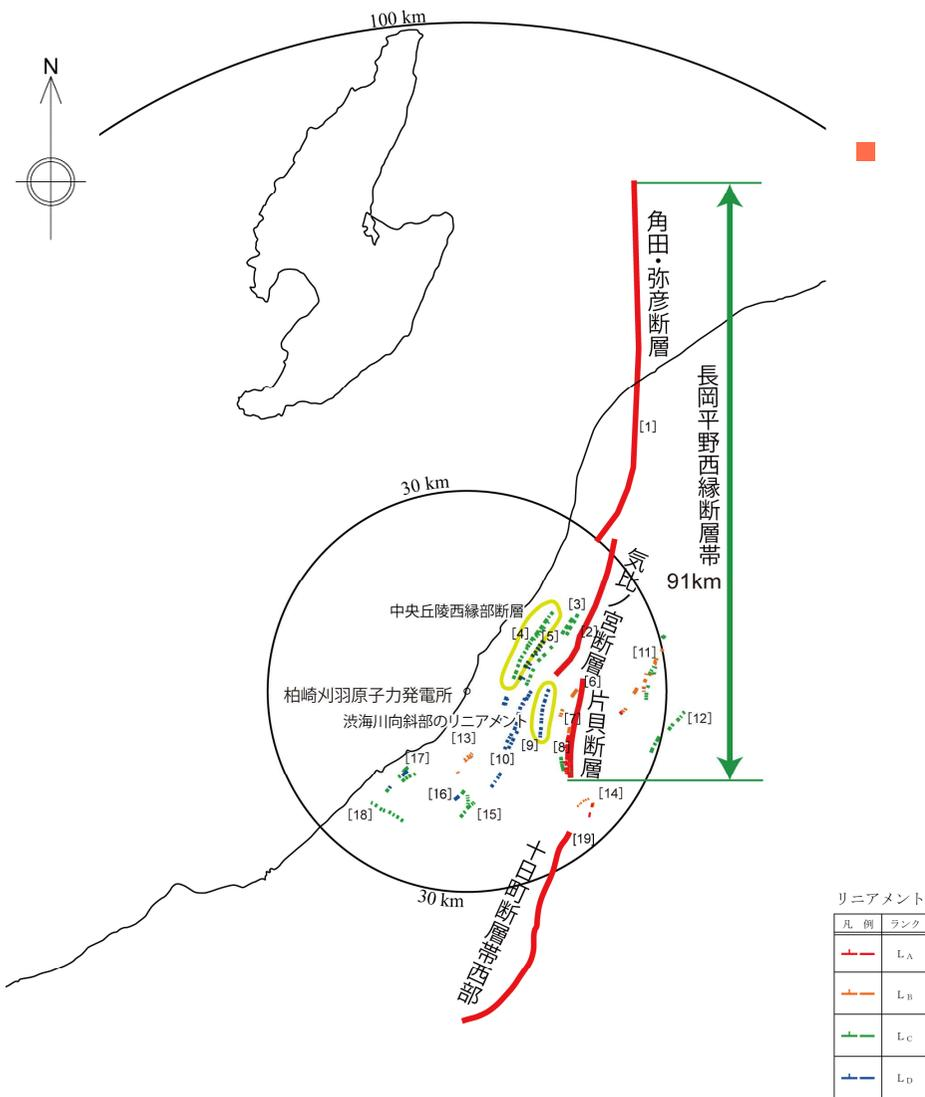 100 km
N
角田・弥彦断層
長岡平野西縁断層帯
[1]
30 km
91km
気比ノ宮断層
中央丘陵西縁部断層
[3]
[4]
[5]
[2]
[11]
柏崎刈羽原子力発電所
[6]
片貝断層
渋海川向斜部のリニアメント
[7]
[12]
[13]
[9]
[8]
[17]
[10]
[16]
[14]
[18]
[15]
[19]
十日町断層帯西部
30 km
リニアメント
凡 例 ランク
LA
LB
LC
LD